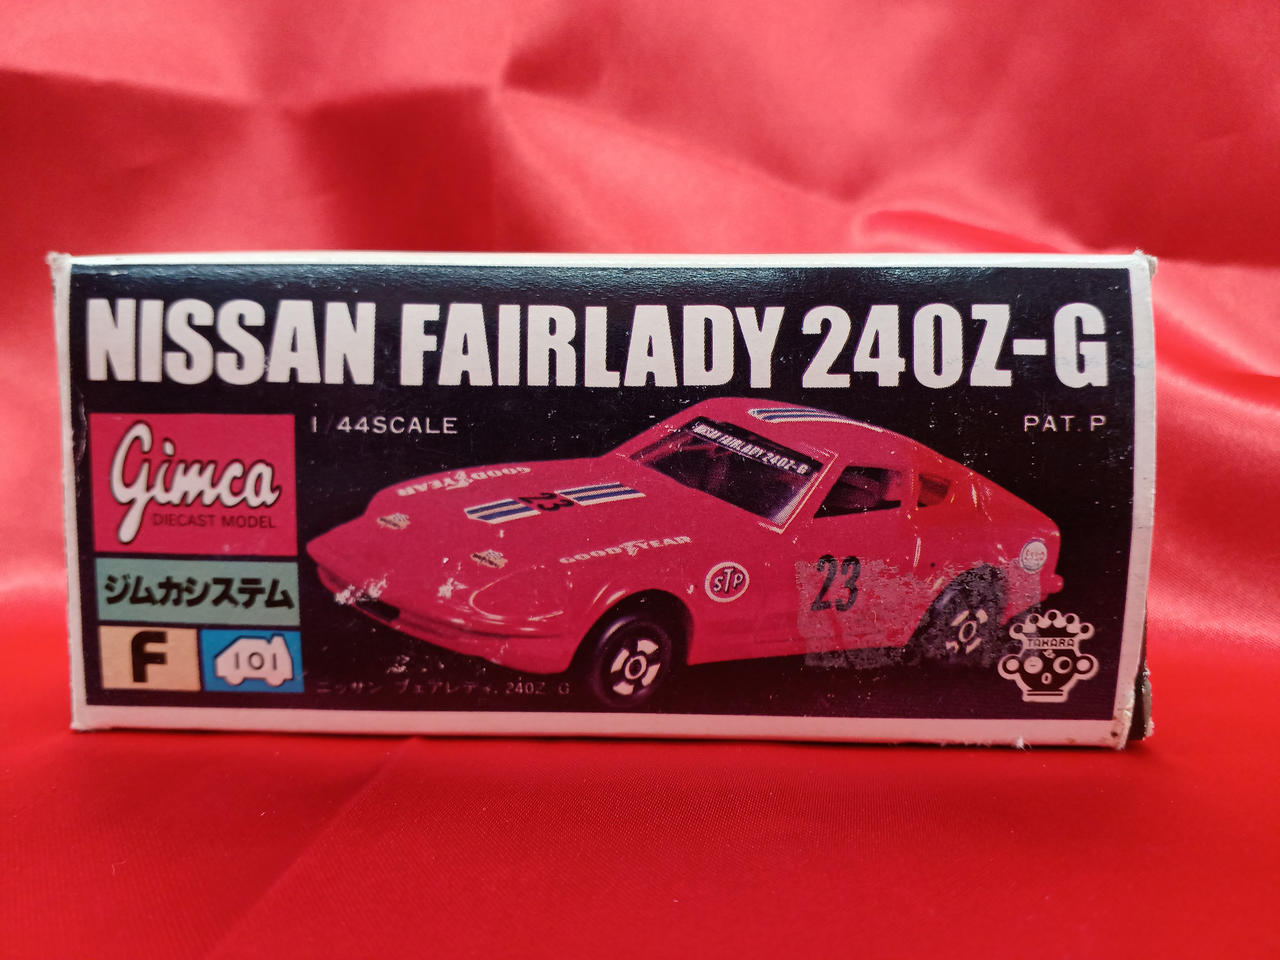 NISSAN FAIRLADY 240Z-G
1/44SCALE
PAT. P
gimca
DIECAST MODEL
ジムカシステム
F
101
NISSAN FAIRLADY 240Z-G
GOODYEAR
23
GOODYEAR
STP
23
Esso
TAKARA
ニッサン フェアレディ 240Z-G